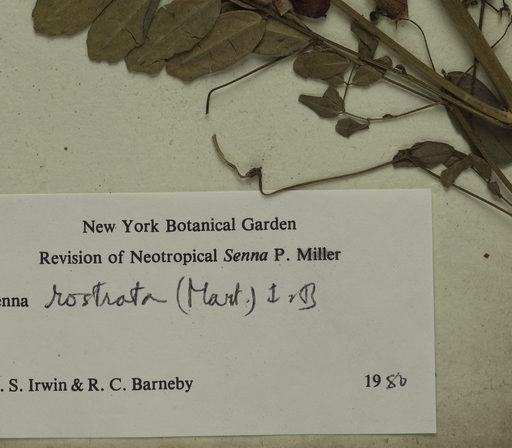 New York Botanical Garden
Revision of Neotropical Senna P. Miller
enna rostrata (Mart.) I. & B
. S. Irwin & R. C. Barneby 1980